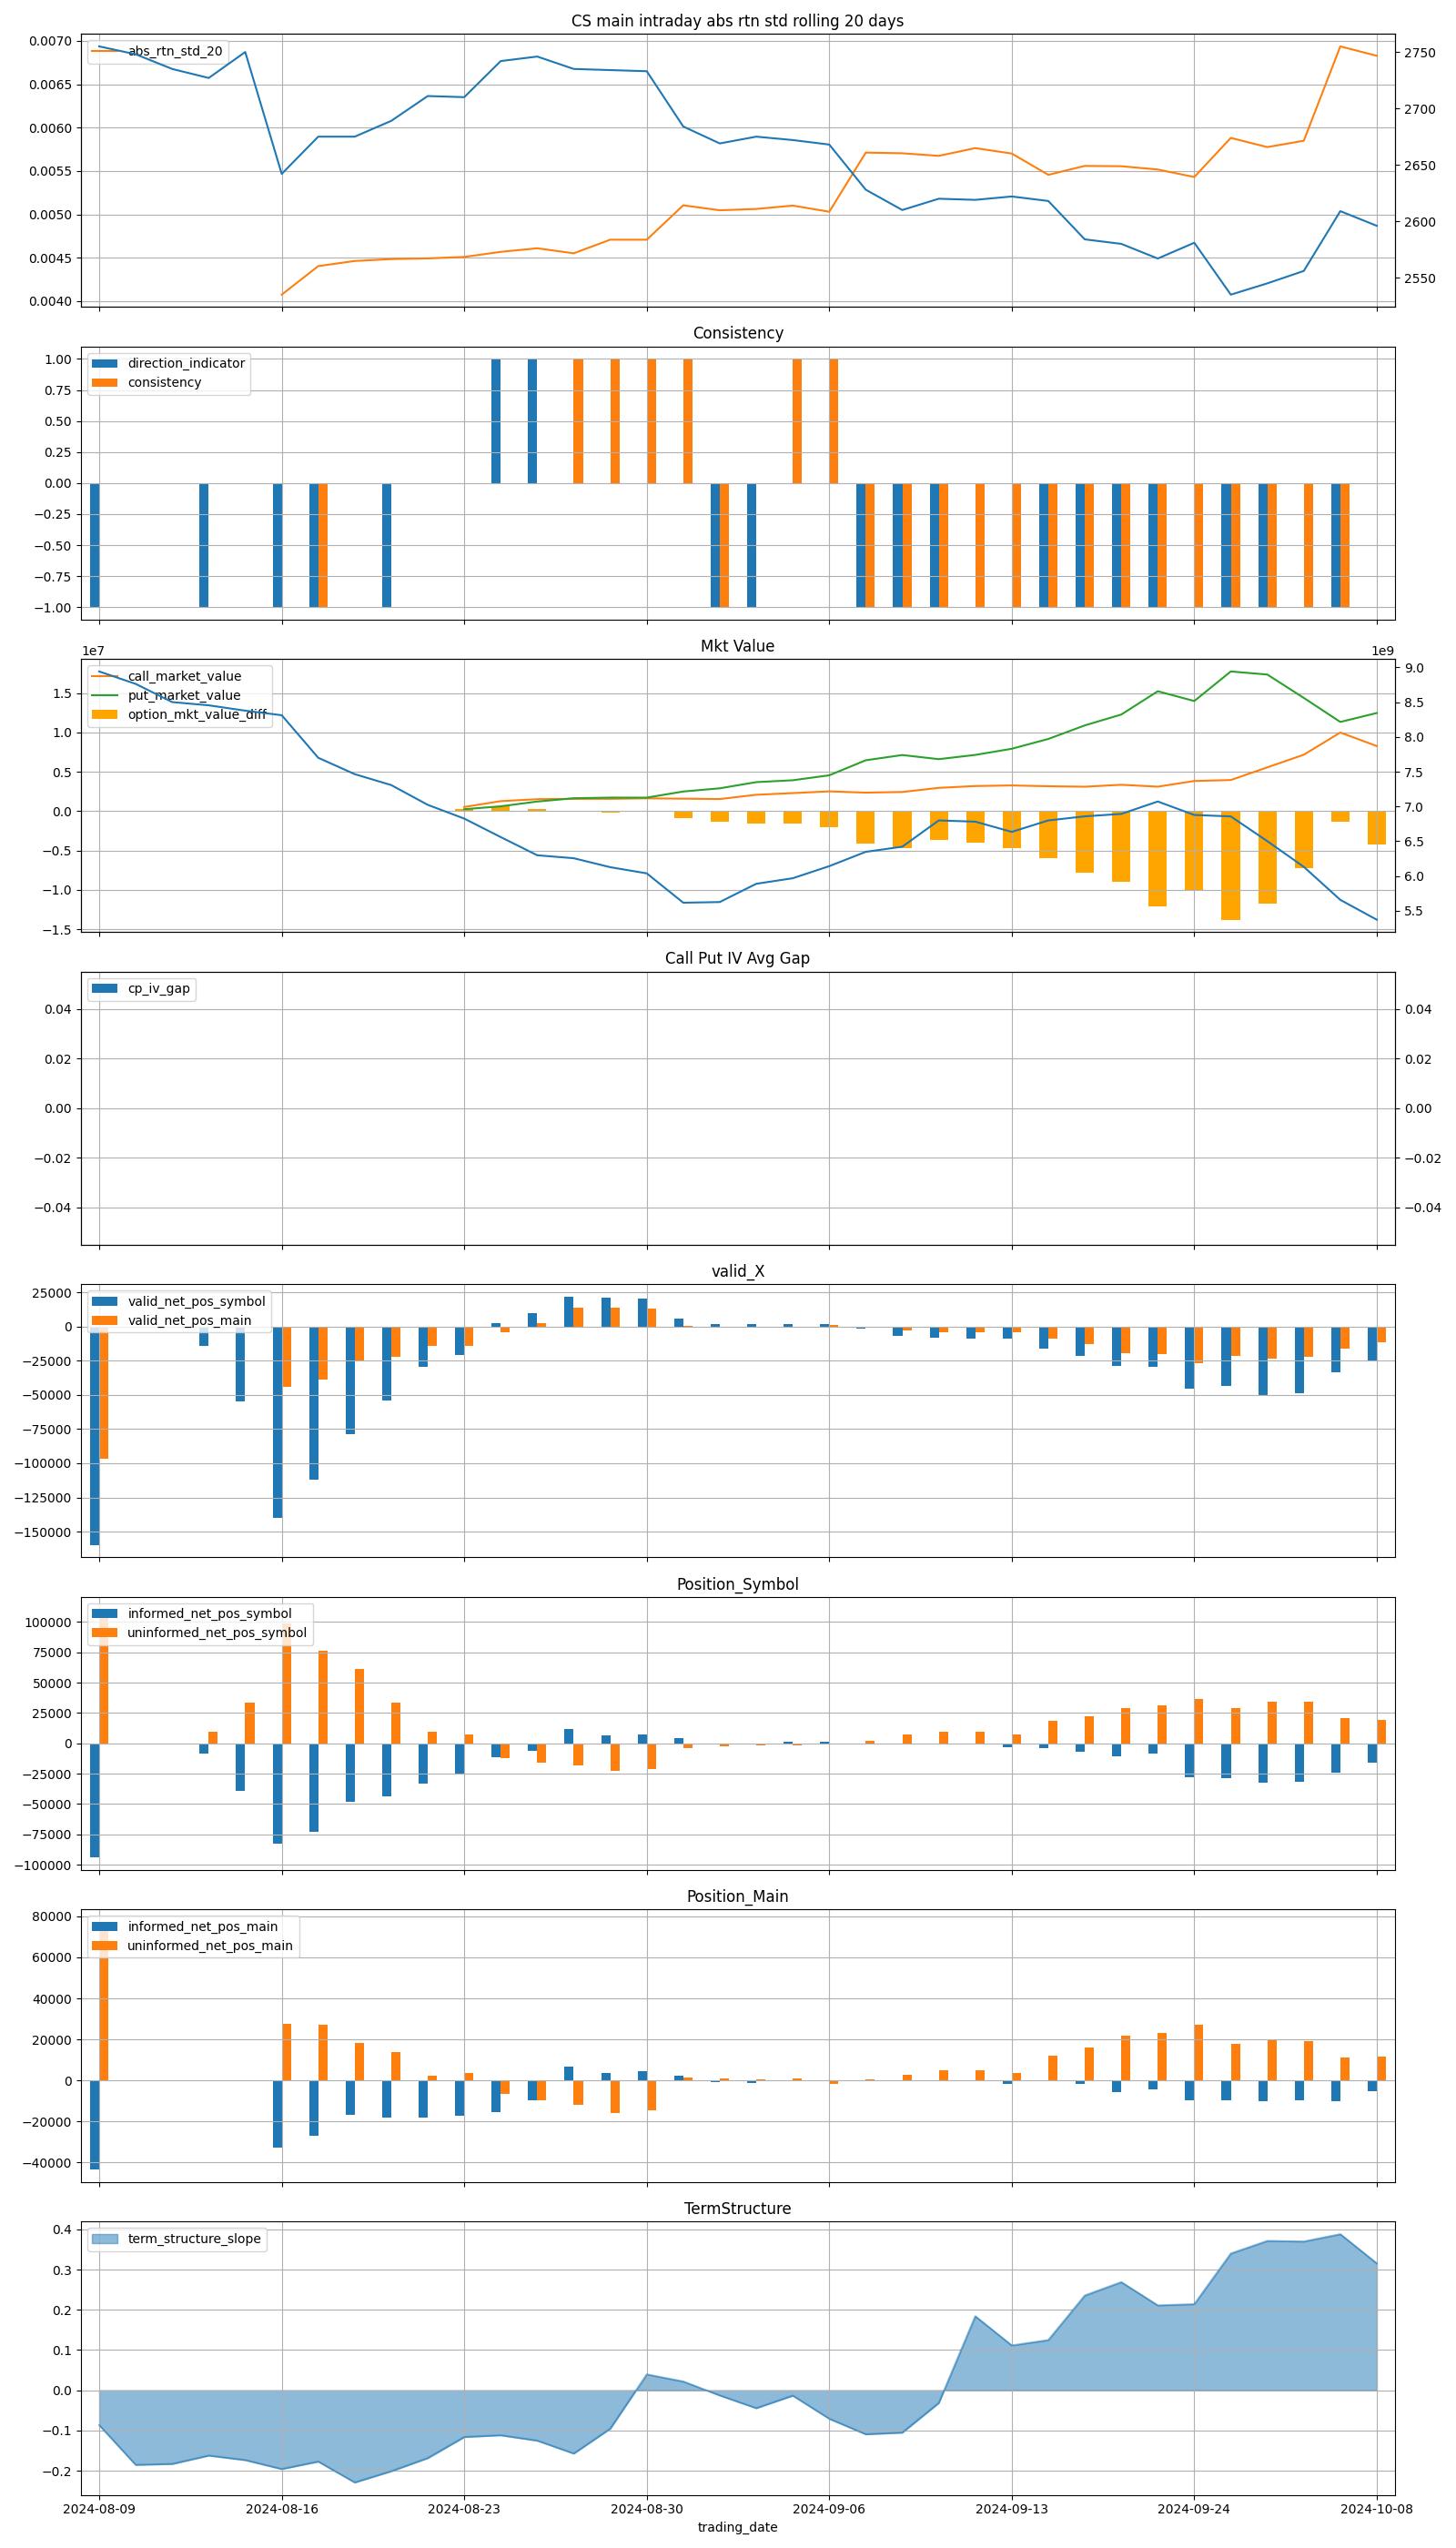 CS main intraday abs rtn std rolling 20 days
abs_rtn_std_20
0.0070
0.0065
0.0060
0.0055
0.0050
0.0045
0.0040
2750
2700
2650
2600
2550
Consistency
direction_indicator
consistency
1.00
0.75
0.50
0.25
0.00
−0.25
−0.50
−0.75
−1.00
Mkt Value
1e7
1e9
call_market_value
put_market_value
option_mkt_value_diff
1.5
1.0
0.5
0.0
−0.5
−1.0
−1.5
9.0
8.5
8.0
7.5
7.0
6.5
6.0
5.5
Call Put IV Avg Gap
cp_iv_gap
0.04
0.02
0.00
−0.02
−0.04
0.04
0.02
0.00
−0.02
−0.04
valid_X
valid_net_pos_symbol
valid_net_pos_main
25000
0
−25000
−50000
−75000
−100000
−125000
−150000
Position_Symbol
informed_net_pos_symbol
uninformed_net_pos_symbol
100000
75000
50000
25000
0
−25000
−50000
−75000
−100000
Position_Main
informed_net_pos_main
uninformed_net_pos_main
80000
60000
40000
20000
0
−20000
−40000
TermStructure
term_structure_slope
0.4
0.3
0.2
0.1
0.0
−0.1
−0.2
2024-08-09 2024-08-16 2024-08-23 2024-08-30 2024-09-06 2024-09-13 2024-09-24 2024-10-08
trading_date